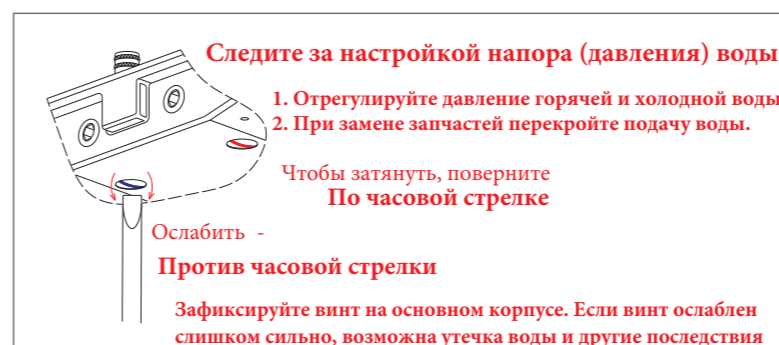 Следите за настройкой напора (давления) воды
1. Отрегулируйте давление горячей и холодной воды
2. При замене запчастей перекройте подачу воды.
Чтобы затянуть, поверните
По часовой стрелке
Ослабить -
Против часовой стрелки
Зафиксируйте винт на основном корпусе. Если винт ослаблен
слишком сильно, возможна утечка воды и другие последствия